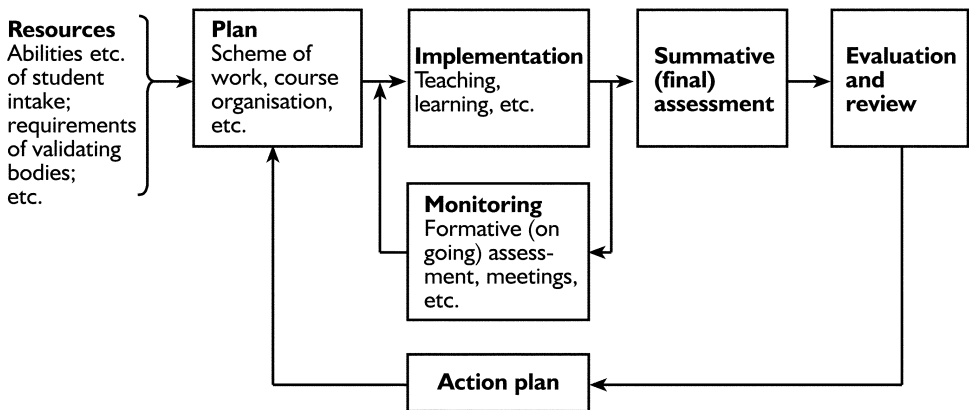 Resources
Abilities etc.
of student
intake;
requirements
of validating
bodies;
etc.
Plan
Scheme of
work, course
organisation,
etc.
Implementation
Teaching,
learning, etc.
Summative
(final)
assessment
Evaluation
and
review
Monitoring
Formative (on
going) assess-
ment, meetings,
etc.
Action plan